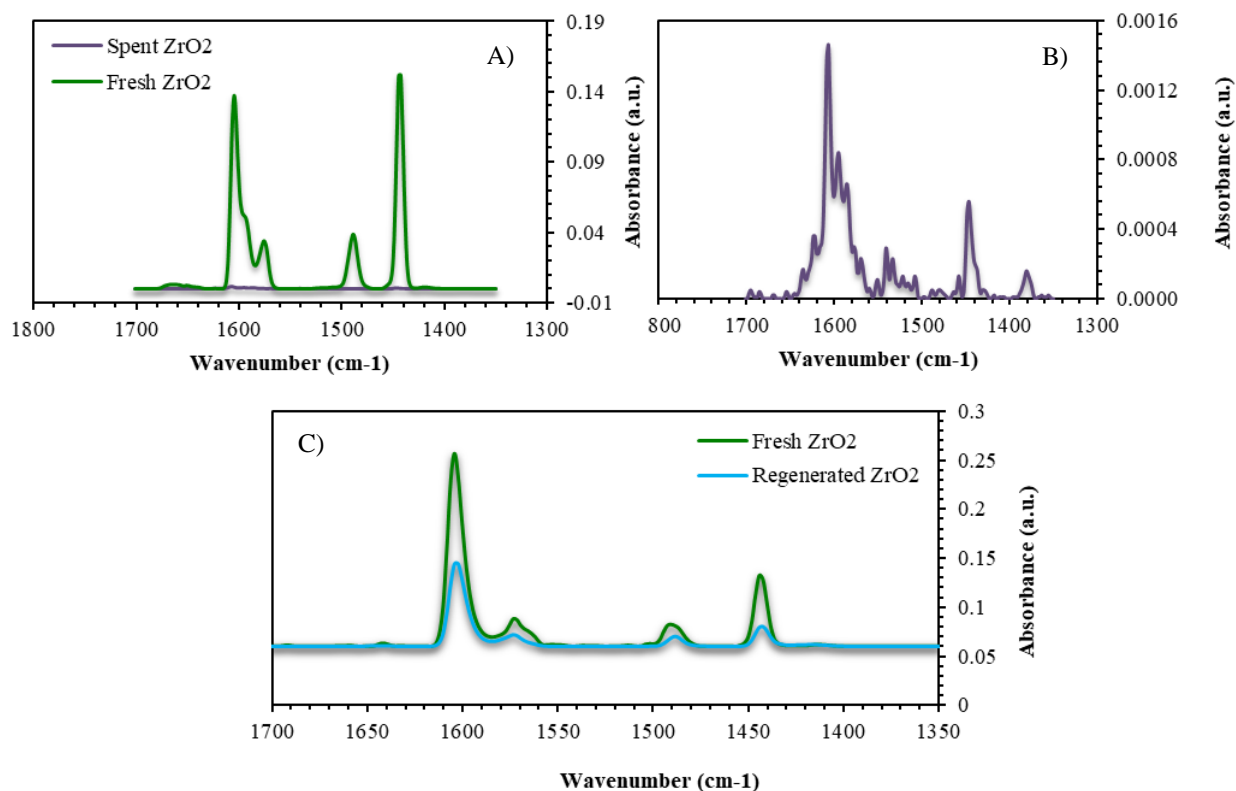 A)
Spent ZrO2
Fresh ZrO2
0.19
0.14
0.09
0.04
-0.01
Absorbance (a.u.)
1800 1700 1600 1500 1400 1300
Wavenumber (cm-1)
B)
0.0016
0.0012
0.0008
0.0004
0.0000
Absorbance (a.u.)
800 1700 1600 1500 1400 1300
Wavenumber (cm-1)
C)
Fresh ZrO2
Regenerated ZrO2
0.3
0.25
0.2
0.15
0.1
0.05
0
Absorbance (a.u.)
1700 1650 1600 1550 1500 1450 1400 1350
Wavenumber (cm-1)